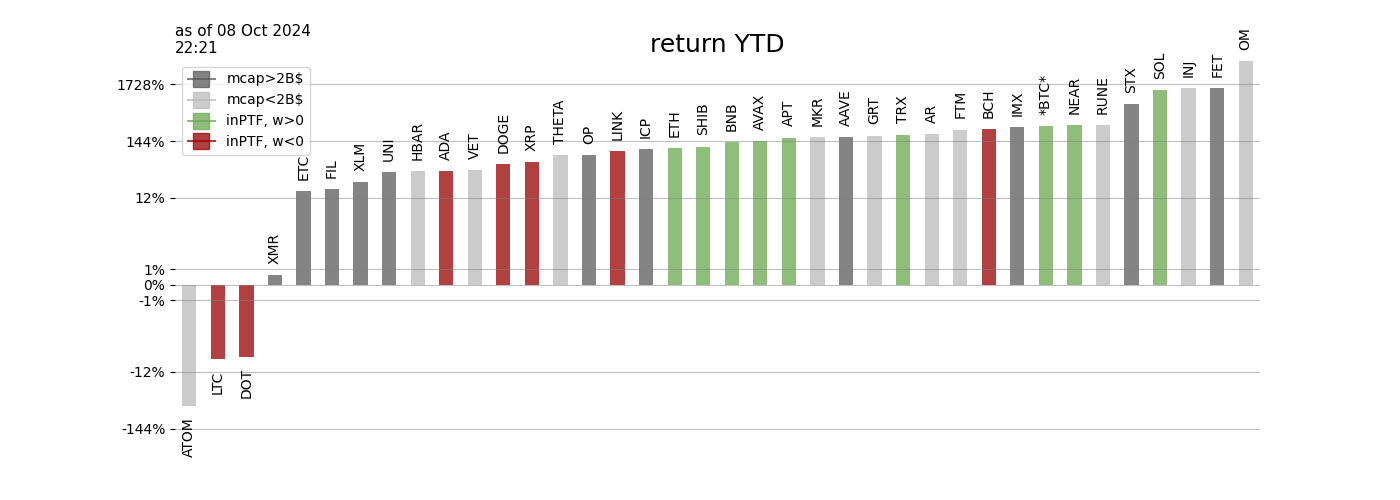 as of 08 Oct 2024
22:21
return YTD
mcap>2B$
mcap<2B$
inPTF, w>0
inPTF, w<0
1728%
144%
12%
1%
0%
-1%
-12%
-144%
ATOM
LTC
DOT
XMR
ETC
FIL
XLM
UNI
HBAR
ADA
VET
DOGE
XRP
THETA
OP
LINK
ICP
ETH
SHIB
BNB
AVAX
APT
MKR
AAVE
GRT
TRX
AR
FTM
BCH
IMX
*BTC*
NEAR
RUNE
STX
SOL
INJ
FET
OM